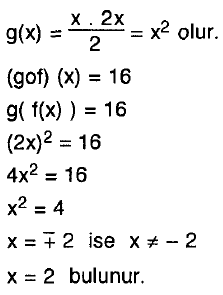 g(x) = x . 2x / 2 = x² olur.
(gof) (x) = 16
g( f(x) ) = 16
(2x)² = 16
4x² = 16
x² = 4
x = ∓ 2 ise x ≠ – 2
x = 2 bulunur.